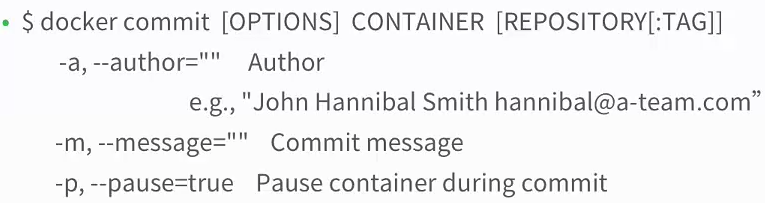 • $ docker commit [OPTIONS] CONTAINER [REPOSITORY[:TAG]]
-a, --author="" Author
e.g., "John Hannibal Smith hannibal@a-team.com”
-m, --message="" Commit message
-p, --pause=true Pause container during commit